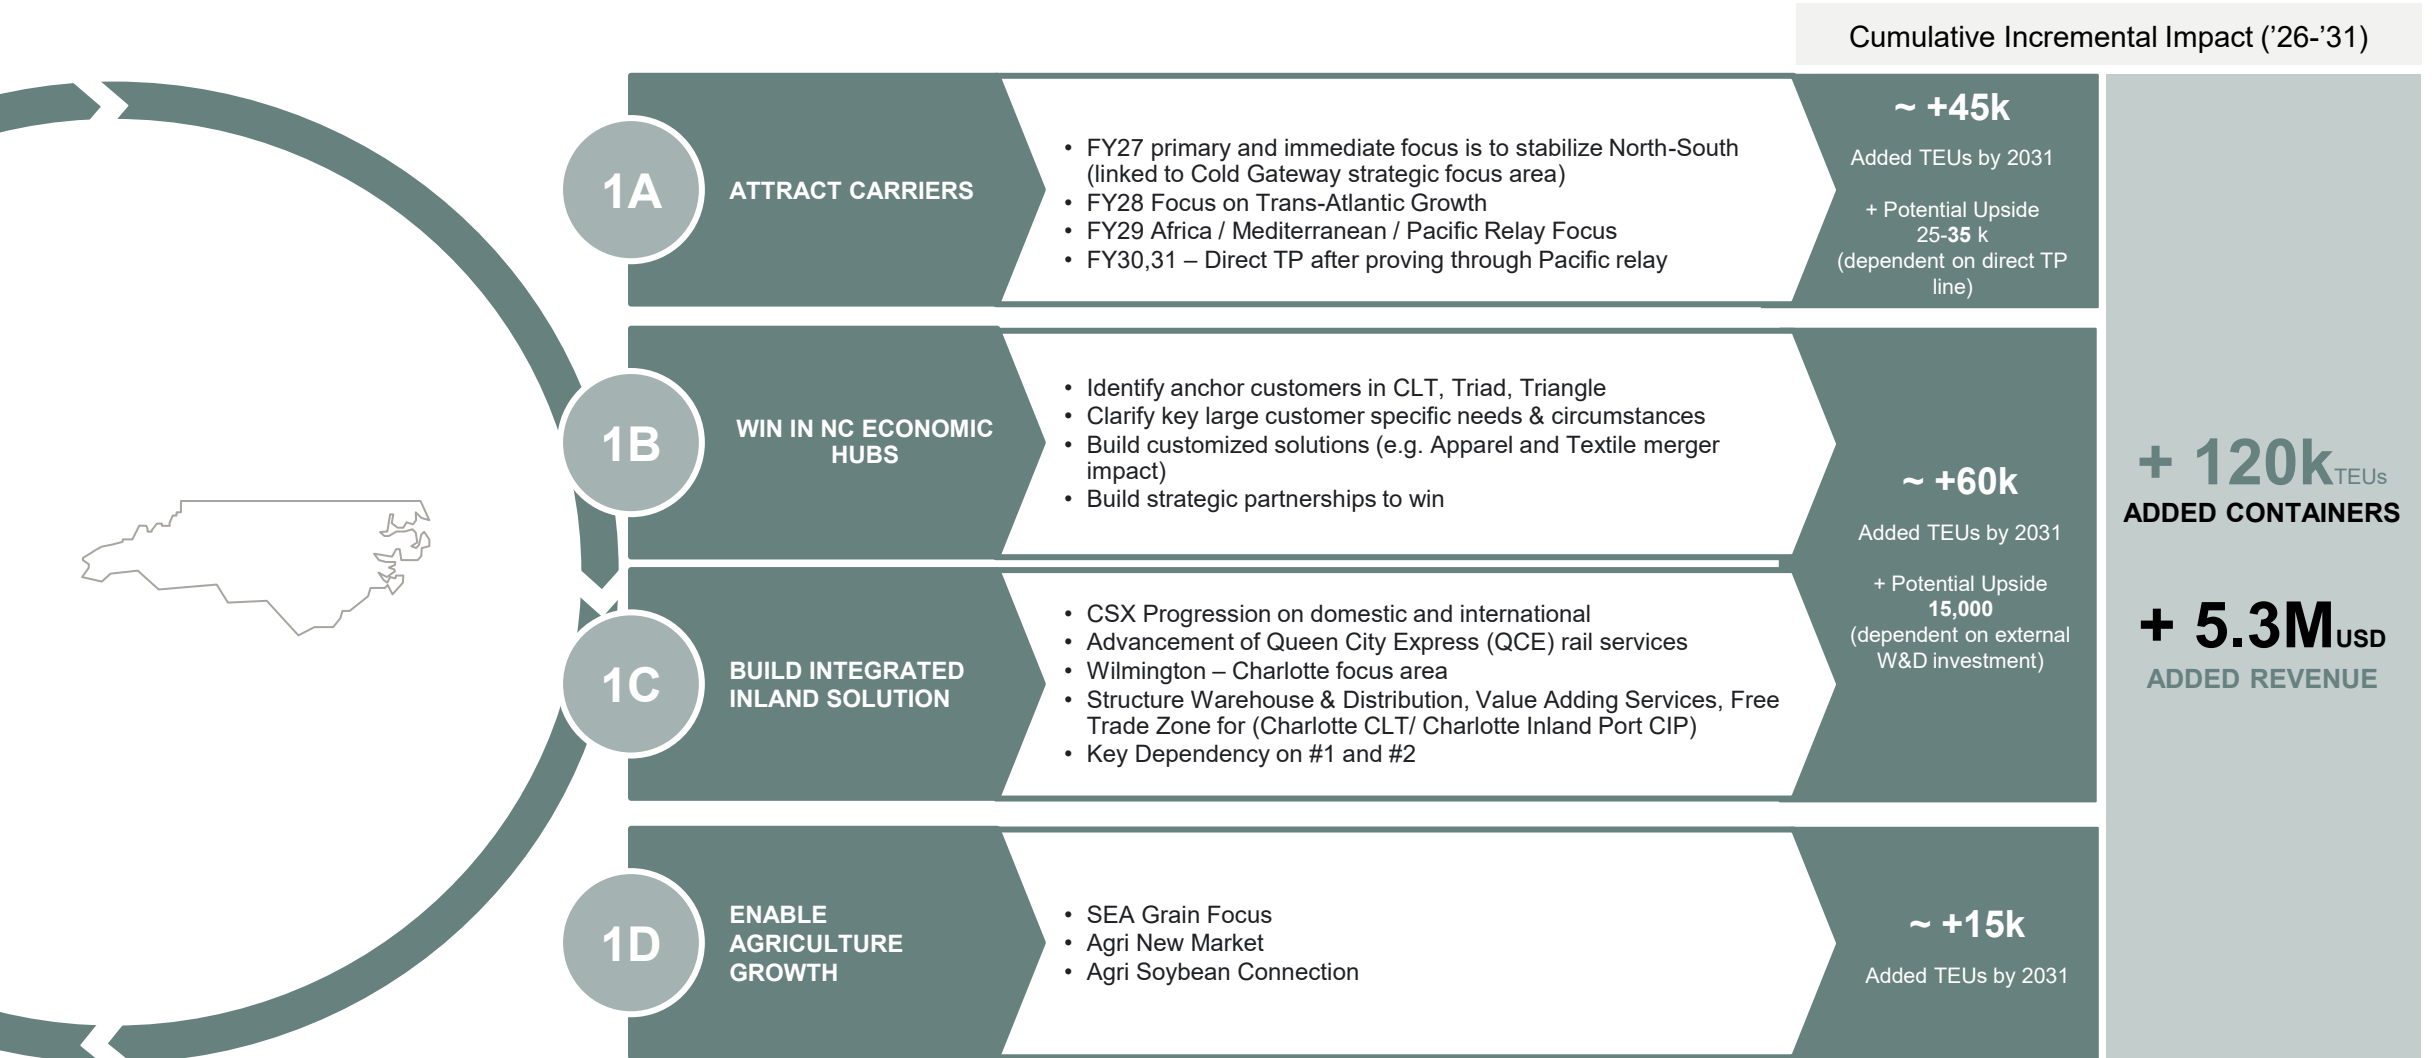 Cumulative Incremental Impact (’26-’31)
1A
ATTRACT CARRIERS
• FY27 primary and immediate focus is to stabilize North-South
(linked to Cold Gateway strategic focus area)
• FY28 Focus on Trans-Atlantic Growth
• FY29 Africa / Mediterranean / Pacific Relay Focus
• FY30,31 – Direct TP after proving through Pacific relay
~ +45k
Added TEUs by 2031
+ Potential Upside
25-35 k
(dependent on direct TP
line)
1B
WIN IN NC ECONOMIC
HUBS
• Identify anchor customers in CLT, Triad, Triangle
• Clarify key large customer specific needs & circumstances
• Build customized solutions (e.g. Apparel and Textile merger
impact)
• Build strategic partnerships to win
1C
BUILD INTEGRATED
INLAND SOLUTION
• CSX Progression on domestic and international
• Advancement of Queen City Express (QCE) rail services
• Wilmington – Charlotte focus area
• Structure Warehouse & Distribution, Value Adding Services, Free
Trade Zone for (Charlotte CLT/ Charlotte Inland Port CIP)
• Key Dependency on #1 and #2
~ +60k
Added TEUs by 2031
+ Potential Upside
15,000
(dependent on external
W&D investment)
1D
ENABLE
AGRICULTURE
GROWTH
• SEA Grain Focus
• Agri New Market
• Agri Soybean Connection
~ +15k
Added TEUs by 2031
+ 120k TEUs
ADDED CONTAINERS
+ 5.3M USD
ADDED REVENUE